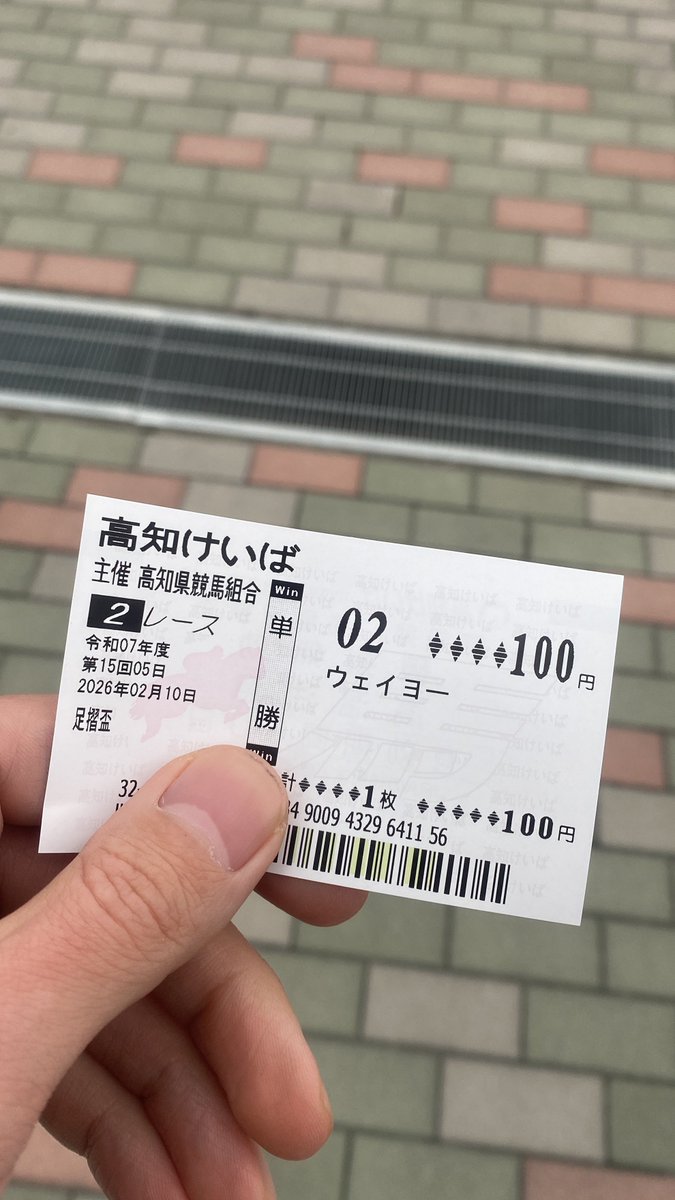 高知けいば
主催 高知県競馬組合
2レース
令和07年度
第15回05日
2026年02月10日
足摺盃
Win
単勝
Win
02
100円
ウェイヨー
計
1枚
100円
32-
9009 4329 6411 56